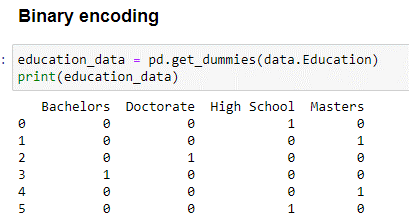 Binary encoding
: education_data = pd.get_dummies(data.Education)
print(education_data)
Bachelors Doctorate High School Masters
0 0 0 1 0
1 0 0 0 1
2 0 1 0 0
3 1 0 0 0
4 0 0 0 1
5 0 0 1 0